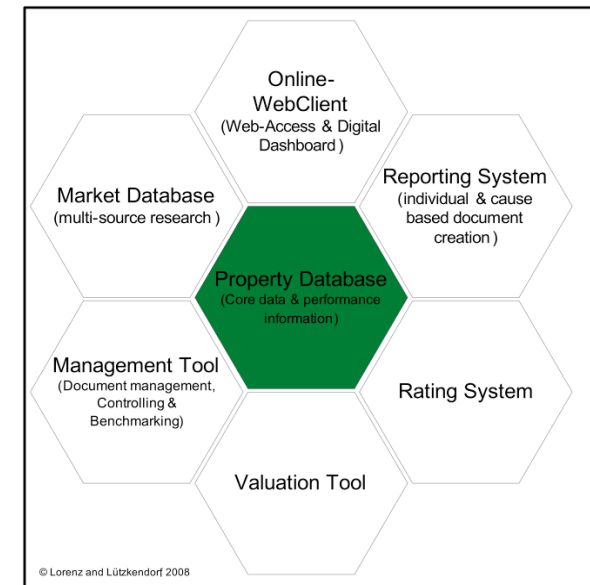 Online-
WebClient
(Web-Access & Digital
Dashboard )
Market Database
(multi-source research )
Reporting System
(individual & cause
based document
creation )
Property Database
(Core data & performance
information)
Management Tool
(Document management,
Controlling &
Benchmarking)
Rating System
Valuation Tool
© Lorenz and Lützkendorf 2008